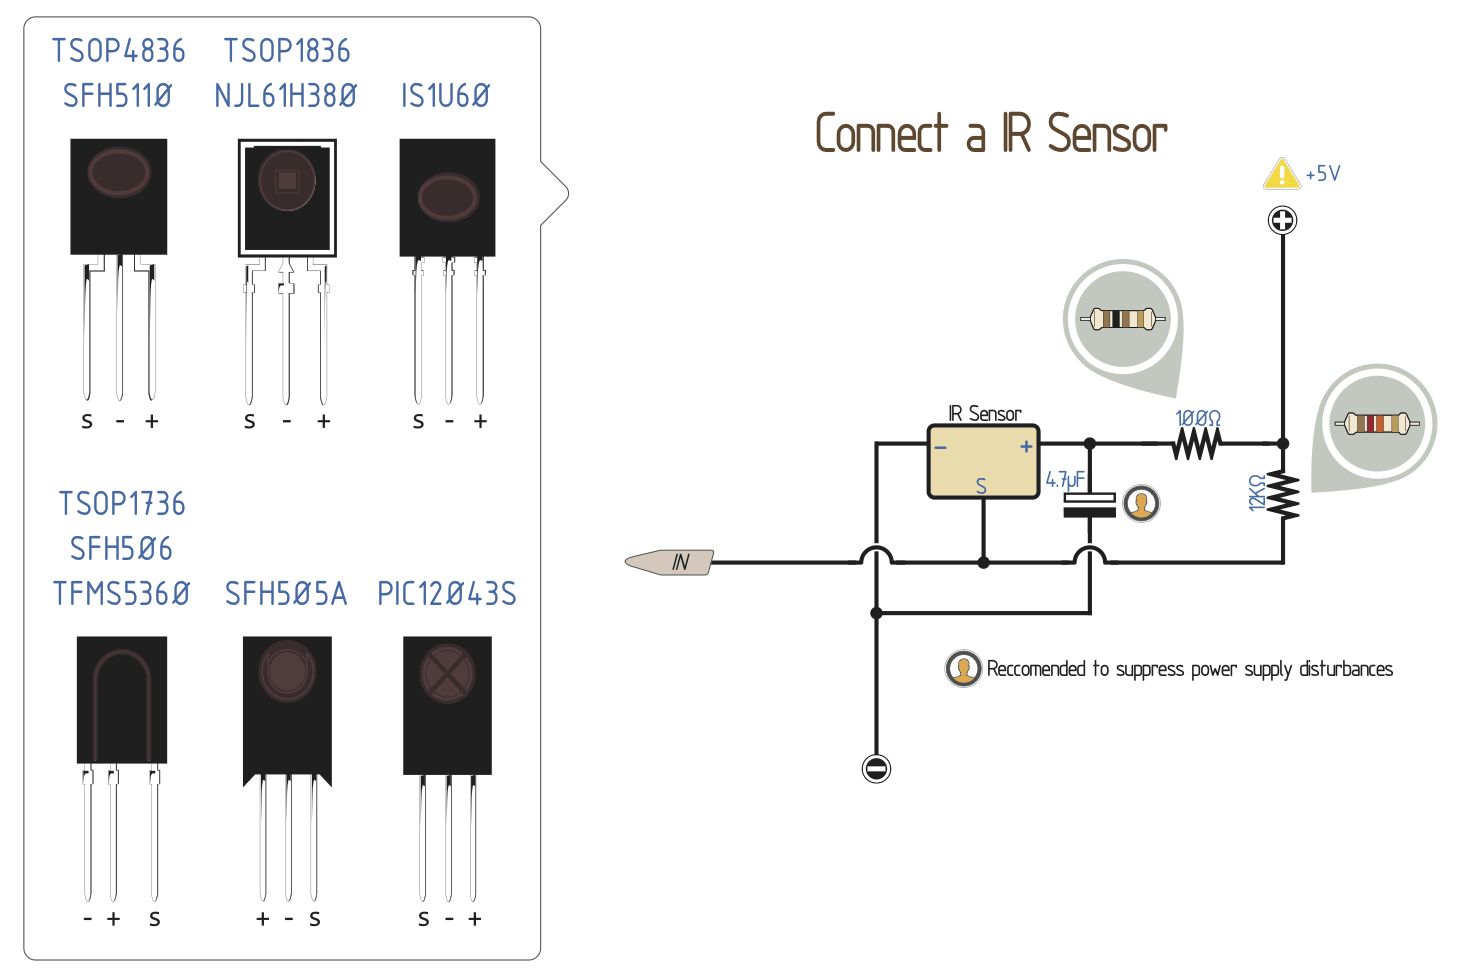 TSOP4836
SFH511Ø
S - +
TSOP1836
NJL61H38Ø
S - +
IS1U6Ø
S - +
TSOP1736
SFH5Ø6
TFMS536Ø
- + S
SFH5Ø5A
+ - S
PIC12Ø43S
S - +
Connect a IR Sensor
+5V
IR Sensor
- +
S
1ØØΩ
4.7µF
12KΩ
IN
Reccomended to suppress power supply disturbances